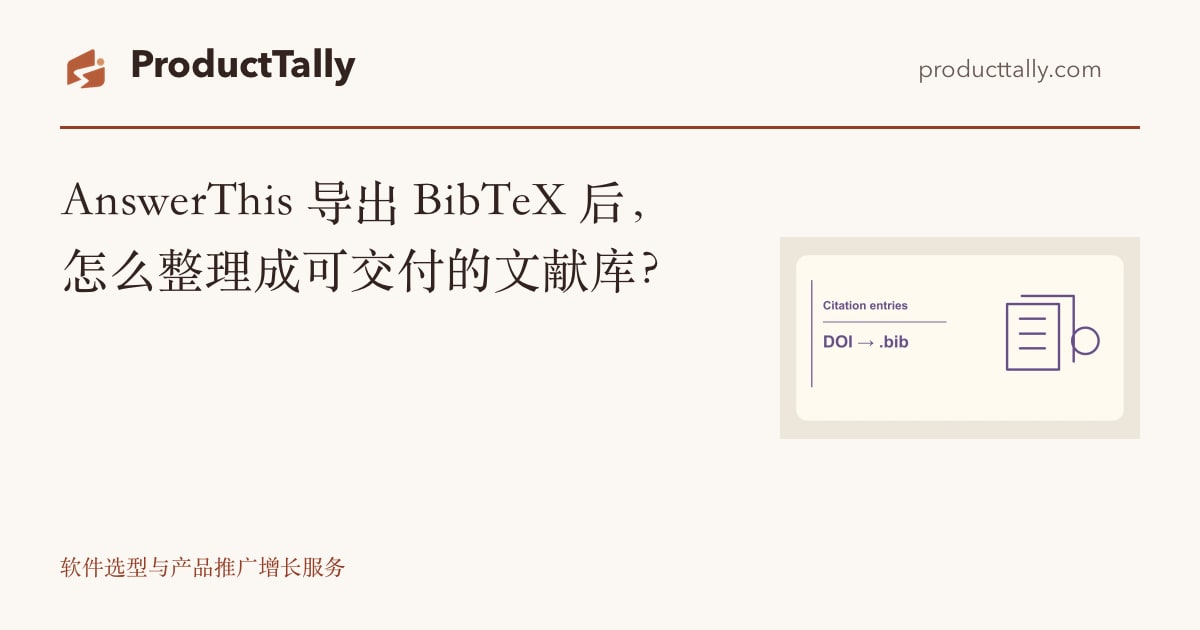 ProductTally
producttally.com
AnswerThis 导出 BibTeX 后，
怎么整理成可交付的文献库？
Citation entries
DOI → .bib
软件选型与产品推广增长服务